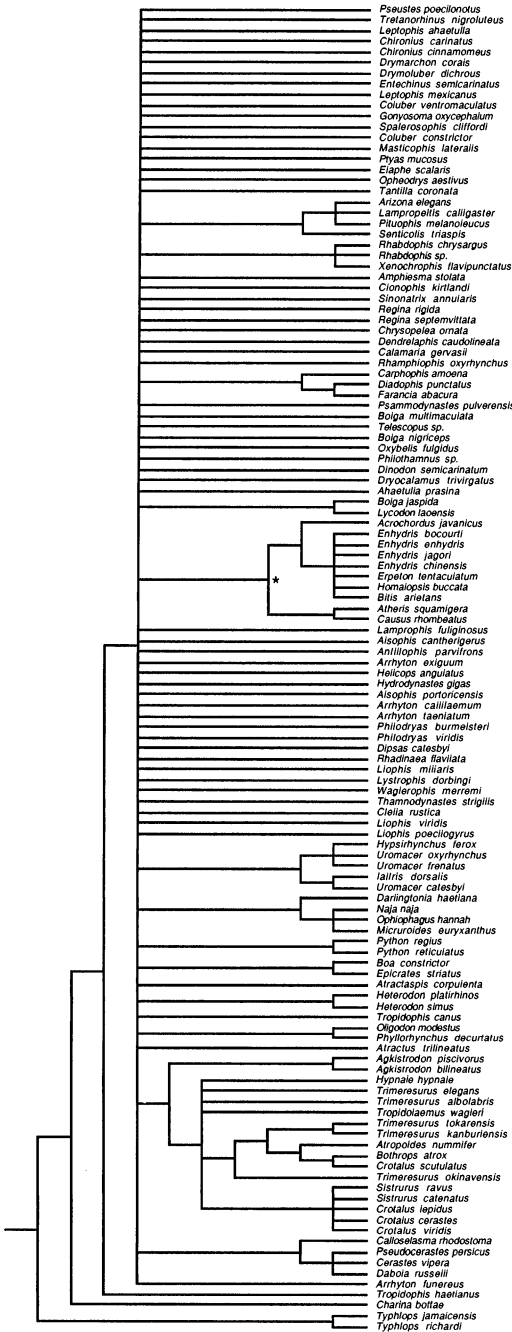 Pseustes poecilonotus
Tretanorhinus nigroluteus
Leptophis ahaetulla
Chironius carinatus
Chironius cinnamomeus
Drymarchon corais
Drymoluber dichrous
Entechinus semicarinatus
Leptophis mexicanus
Coluber ventromaculatus
Gonyosoma oxycephalum
Spalerosophis cliffordi
Coluber constrictor
Masticophis lateralis
Ptyas mucosus
Elaphe scalaris
Opheodrys aestivus
Tantilla coronata
Arizona elegans
Lampropeltis calligaster
Pituophis melanoleucus
Senticolis triaspis
Rhabdophis chrysargus
Rhabdophis sp.
Xenochrophis flavipunctatus
Amphiesma stolata
Clonophis kirtlandi
Sinonatrix annularis
Regina rigida
Regina septemvittata
Chrysopelea ornata
Dendrelaphis caudolineata
Calamaria gervasii
Rhamphiophis oxyrhynchus
Carphophis amoena
Diadophis punctatus
Farancia abacura
Psammodynastes pulverensis
Boiga multimaculata
Telescopus sp.
Boiga nigriceps
Oxybelis fulgidus
Philothamnus sp.
Dinodon semicarinatum
Dryocalamus trivirgatus
Ahaetulla prasina
Boiga jaspida
Lycodon laoensis
Acrochordus javanicus
Enhydris bocourti
Enhydris enhydris
Enhydris jagori
Enhydris chinensis
Erpeton tentaculatum
Homalopsis buccata
Bitis arietans
*
Atheris squamigera
Causus rhombeatus
Lamprophis fuliginosus
Alsophis cantherigerus
Antillophis parvifrons
Arrhyton exiguum
Helicops angulatus
Hydrodynastes gigas
Alsophis portoricensis
Arrhyton callilaemum
Arrhyton taeniatum
Philodryas burmeisteri
Philodryas viridis
Dipsas catesbyi
Rhadinaea flavilata
Liophis miliaris
Lystrophis dorbingi
Waglerophis merremi
Thamnodynastes strigilis
Clelia rustica
Liophis viridis
Liophis poecilogyrus
Hypsirhynchus ferox
Uromacer oxyrhynchus
Uromacer frenatus
Ialtris dorsalis
Uromacer catesbyi
Darlingtonia haetiana
Naja naja
Ophiophagus hannah
Micruroides euryxanthus
Python regius
Python reticulatus
Boa constrictor
Epicrates striatus
Atractaspis corpulenta
Heterodon platirhinos
Heterodon simus
Tropidophis canus
Oligodon modestus
Phyllorhynchus decurtatus
Atractus trilineatus
Agkistrodon piscivorus
Agkistrodon bilineatus
Hypnale hypnale
Trimeresurus elegans
Trimeresurus albolabris
Tropidolaemus wagleri
Trimeresurus tokarensis
Trimeresurus kanburiensis
Atropoides nummifer
Bothrops atrox
Crotalus scutulatus
Trimeresurus okinavensis
Sistrurus ravus
Sistrurus catenatus
Crotalus lepidus
Crotalus cerastes
Crotalus viridis
Calloselasma rhodostoma
Pseudocerastes persicus
Cerastes vipera
Daboia russelii
Arrhyton funereus
Tropidophis haetianus
Charina bottae
Typhlops jamaicensis
Typhlops richardi